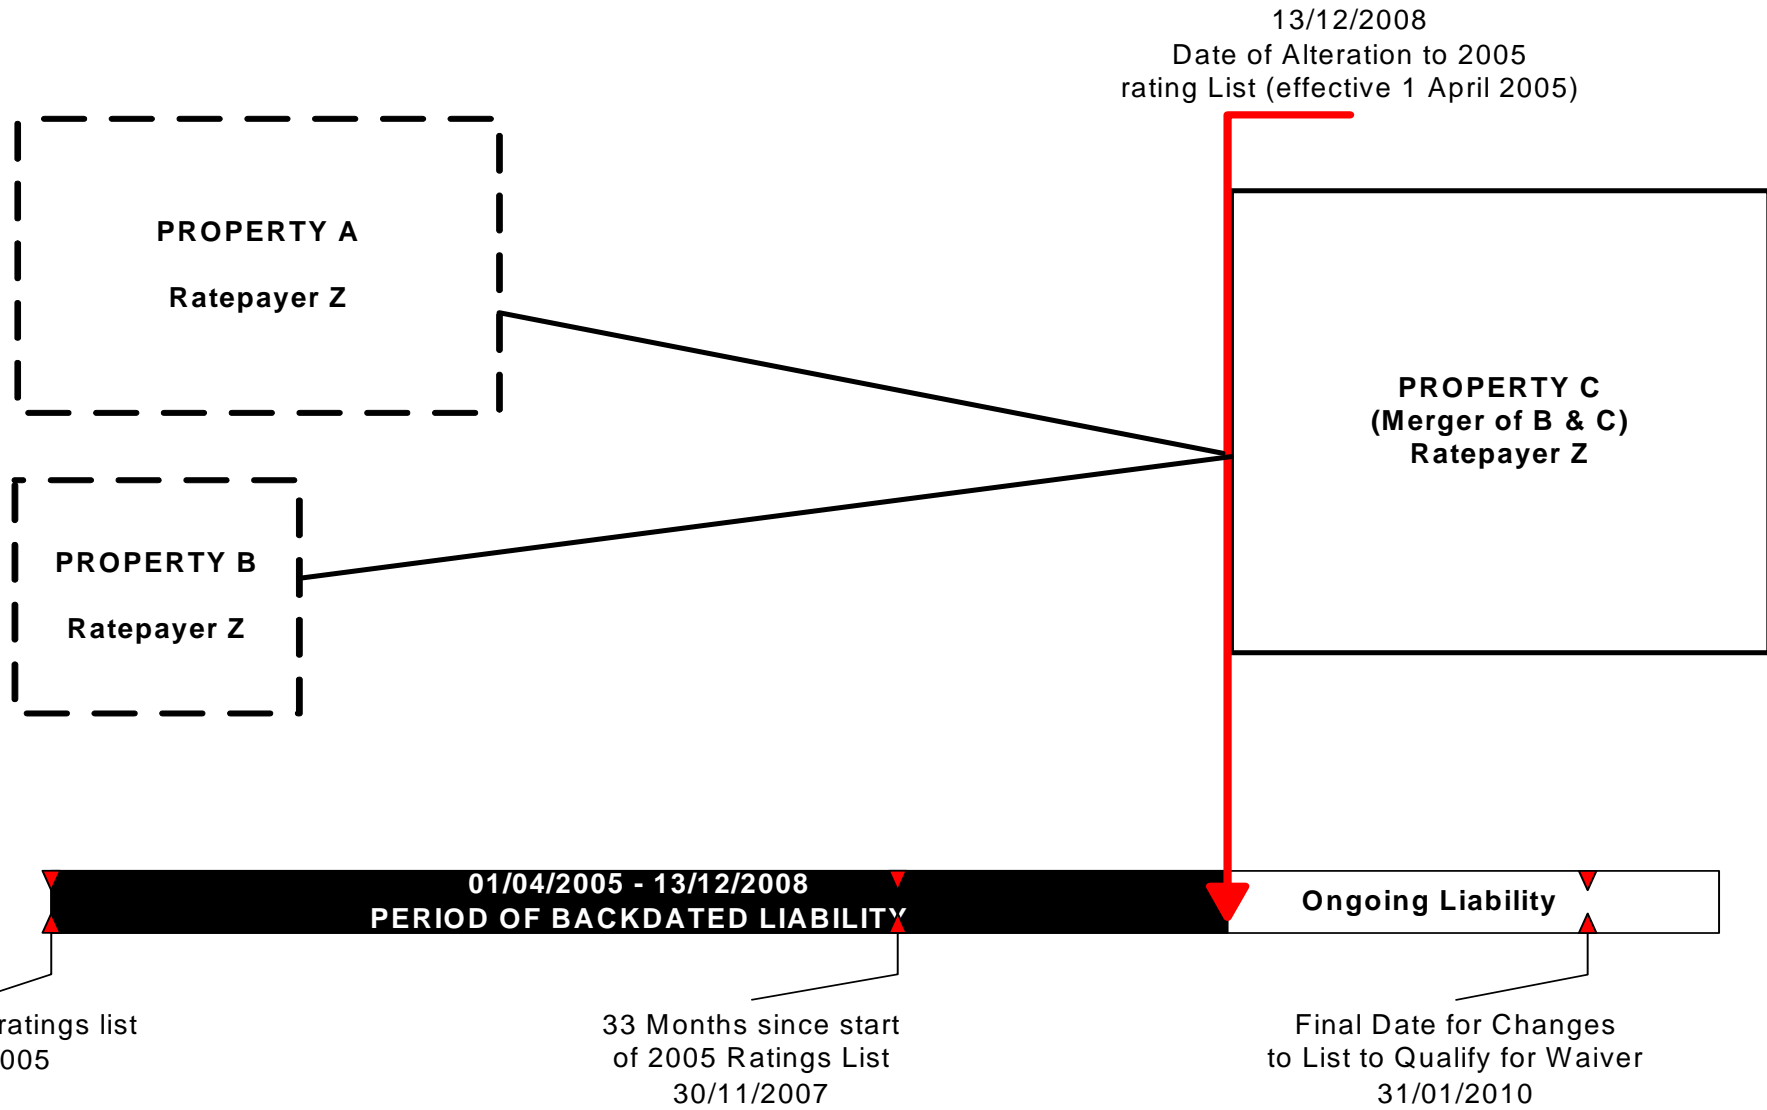 13/12/2008
Date of Alteration to 2005
rating List (effective 1 April 2005)
PROPERTY A
Ratepayer Z
PROPERTY B
Ratepayer Z
PROPERTY C
(Merger of B & C)
Ratepayer Z
01/04/2005 - 13/12/2008
PERIOD OF BACKDATED LIABILITY
Ongoing Liability
ratings list
005
33 Months since start
of 2005 Ratings List
30/11/2007
Final Date for Changes
to List to Qualify for Waiver
31/01/2010